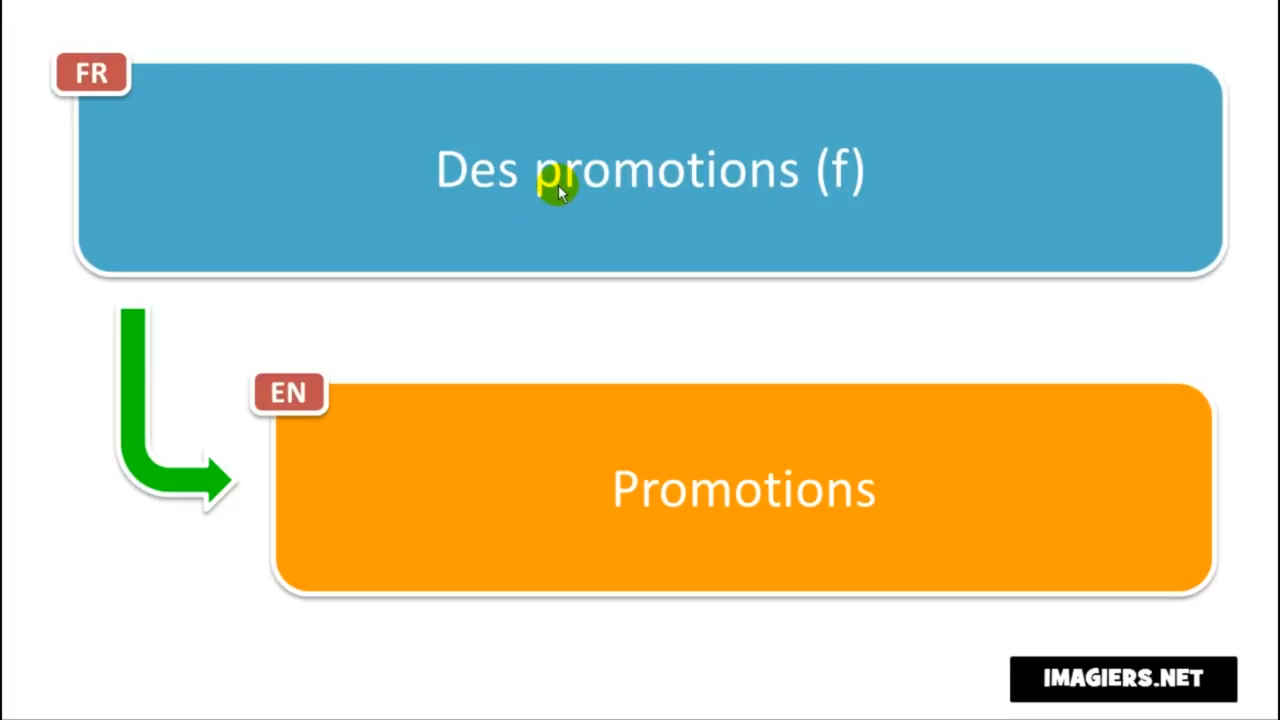 FR
Des promotions (f)
EN
Promotions
IMAGIERS.NET